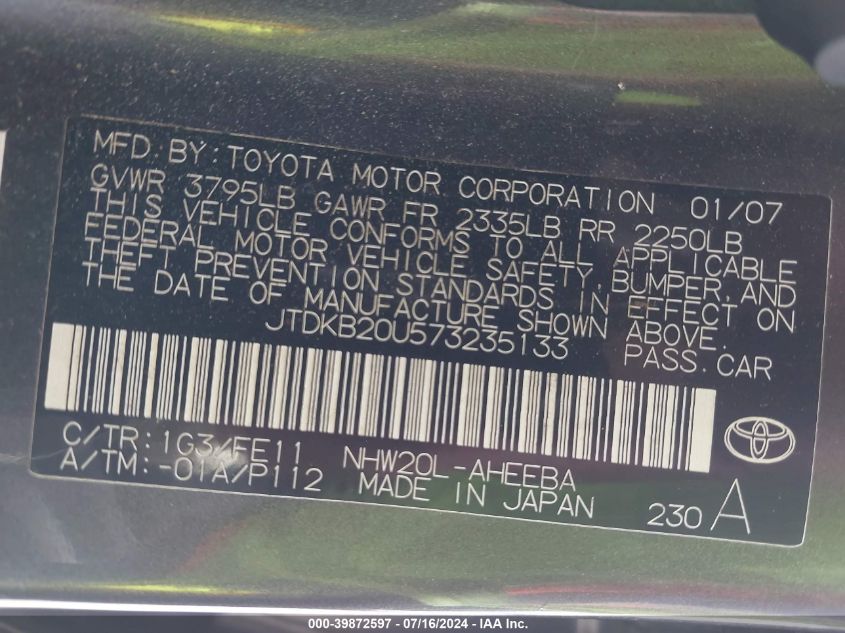 MFD. BY: TOYOTA MOTOR CORPORATION 01/07
GVWR 3795LB GAWR FR 2335LB RR 2250LB
THIS VEHICLE CONFORMS TO ALL APPLICABLE
FEDERAL MOTOR VEHICLE SAFETY, BUMPER, AND
THEFT PREVENTION STANDARDS IN EFFECT ON
THE DATE OF MANUFACTURE SHOWN ABOVE.
JTDKB20U573235133 PASS. CAR
C/TR: 1G3/FE11 NHW20L-AHEEBA
A/TM: -01A/P112 MADE IN JAPAN 230 A
000-39872597 - 07/16/2024 - IAA Inc.